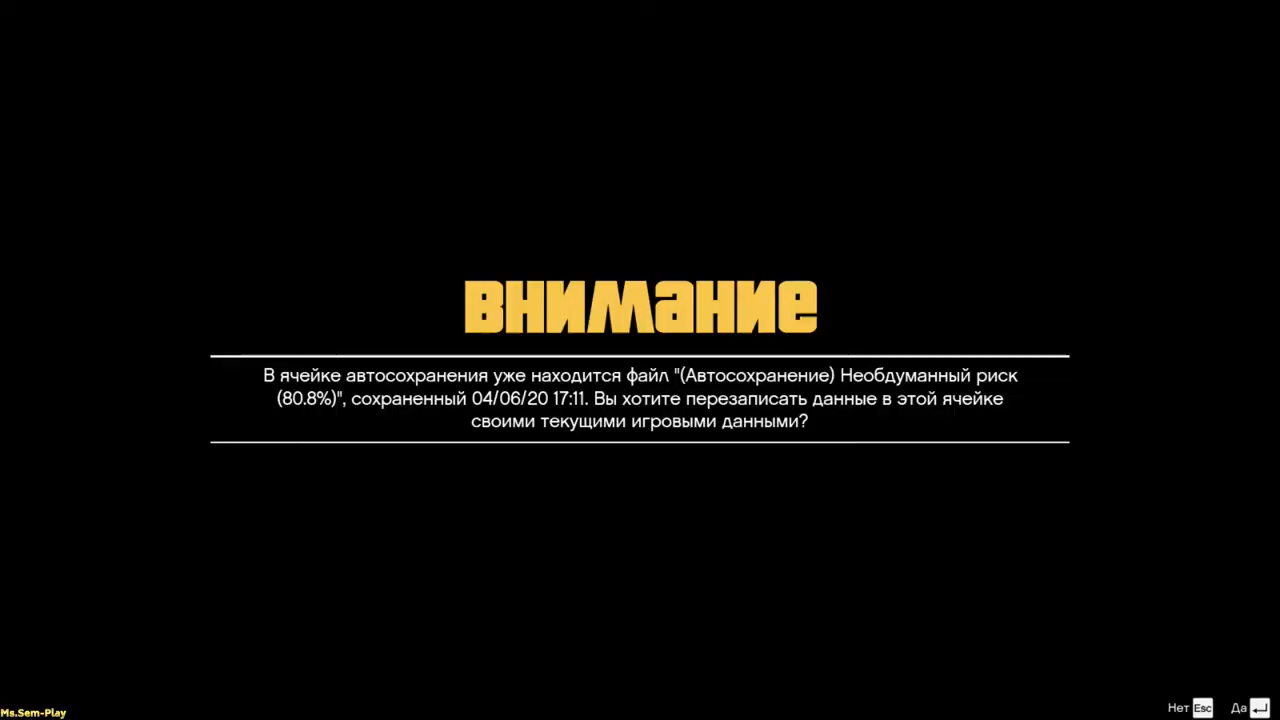 внимание
В ячейке автосохранения уже находится файл "(Автосохранение) Необдуманный риск
(80.8%)", сохраненный 04/06/20 17:11. Вы хотите перезаписать данные в этой ячейке
своими текущими игровыми данными?
Нет Esc Да
Ms.Sem-Play